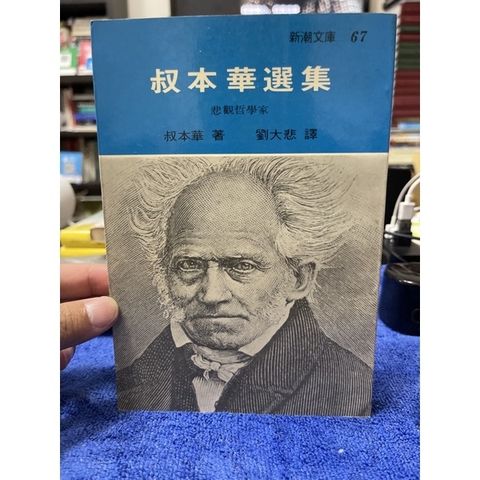 新潮文庫 67
叔本華選集
悲觀哲學家
叔本華 著 劉大悲 譯